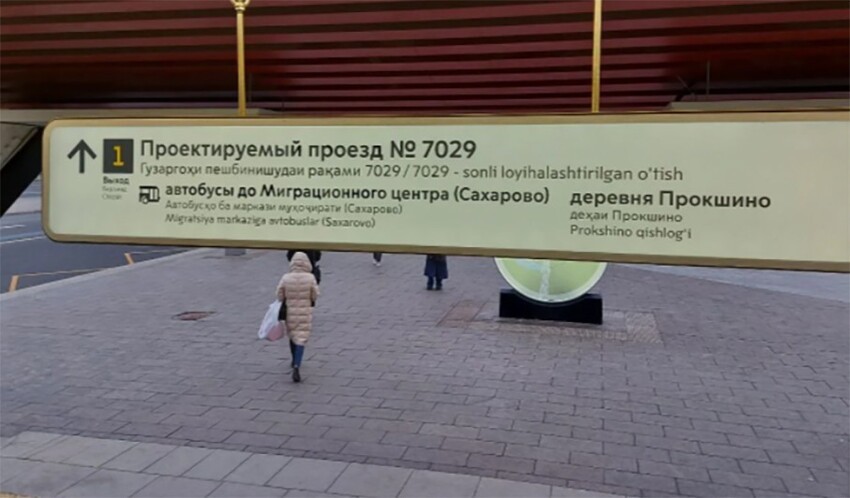 1 Проектируемый проезд № 7029
Гузаргоҳи пешбинишудаи рақами 7029 / 7029 - sonli loyihalashtirilgan o'tish
Выход
автобусы до Миграционного центра (Сахарово)
Автобусҳо ба маркази муҳоҷирати (Сахарово)
Migratsiya markaziga avtobuslar (Saxarovo)
деревня Прокшино
деҳаи Прокшино
Prokshino qishlog'i